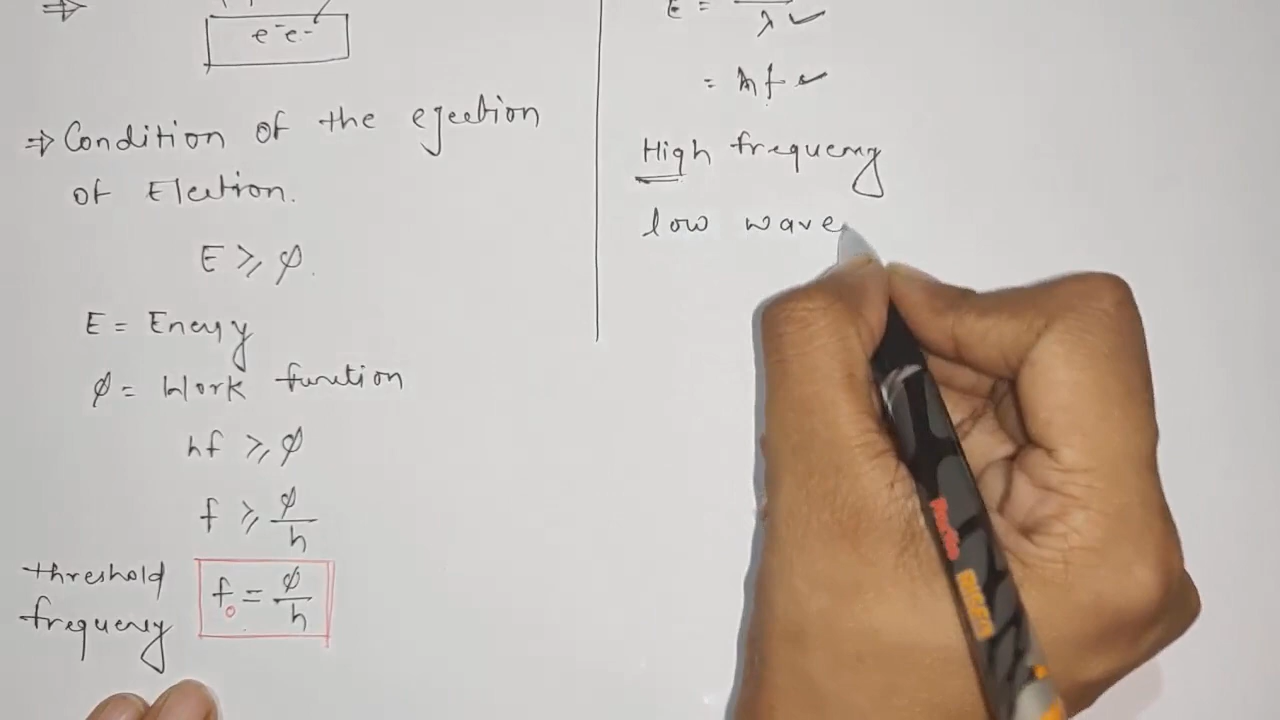 ⇒
e⁻e⁻
⇒ Condition of the ejection
of Election.
E ⩾ φ.
E = Energy
φ = Work function
hf ⩾ φ
f ⩾ φ/h
threshold
frequency
f₀ = φ/h
E = /λ ✓
= hf ✓
High frequency
low wave